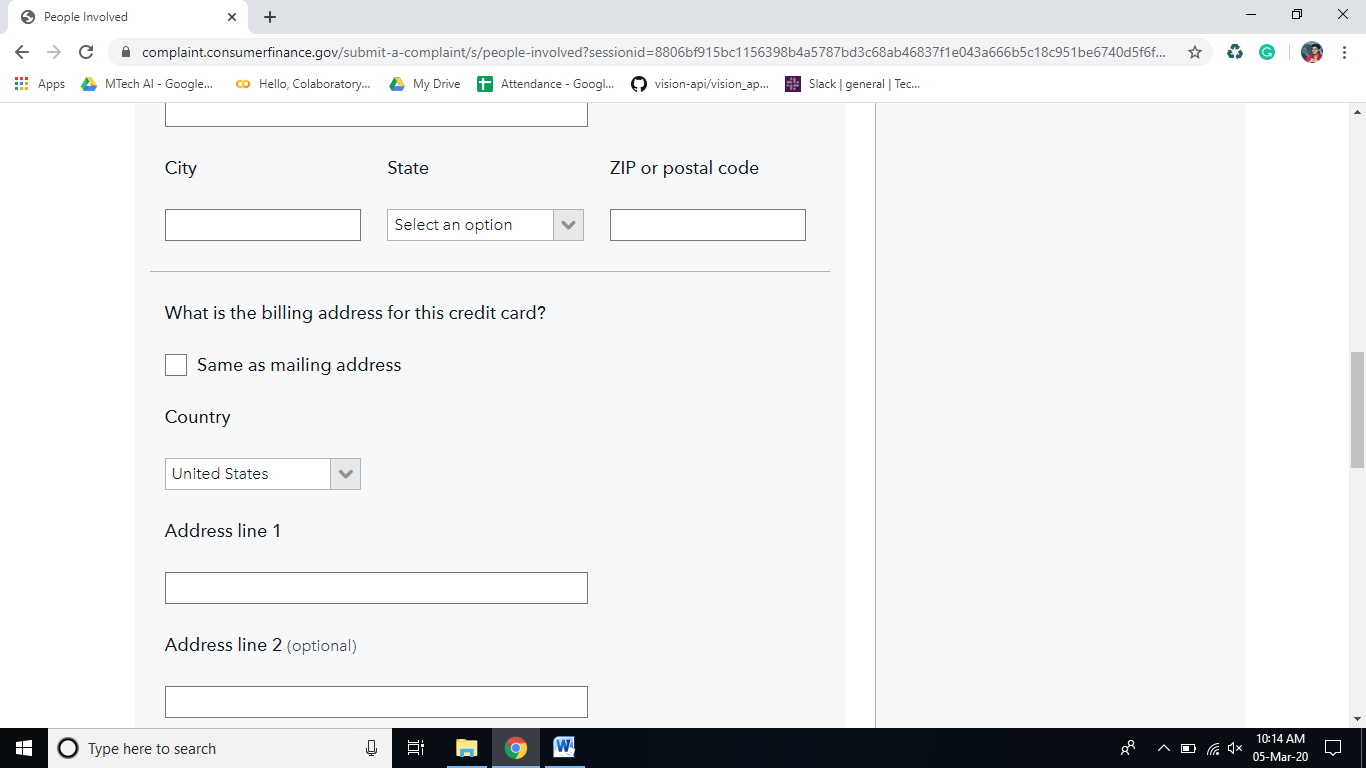 People Involved
complaint.consumerfinance.gov/submit-a-complaint/s/people-involved?sessionid=8806bf915bc1156398b4a5787bd3c68ab46837f1e043a666b5c18c951be6740d5f6f...
Apps MTech AI - Google... Hello, Colaboratory... My Drive Attendance - Googl... vision-api/vision_ap... Slack | general | Tec...
City State ZIP or postal code
Select an option
What is the billing address for this credit card?
Same as mailing address
Country
United States
Address line 1
Address line 2 (optional)
Type here to search
10:14 AM
05-Mar-20